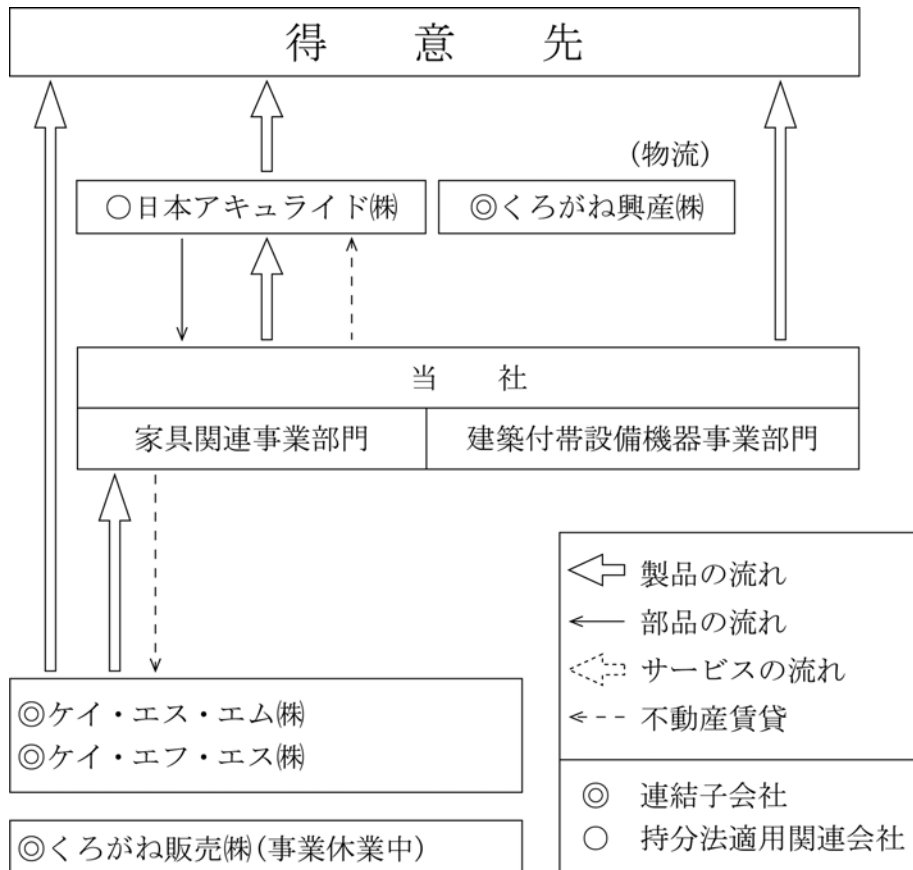 得 意 先
(物流)
○日本アキュライド㈱
◎くろがね興産㈱
当 社
家具関連事業部門
建築付帯設備機器事業部門
製品の流れ
部品の流れ
サービスの流れ
不動産賃貸
◎ケイ・エス・エム㈱
◎ケイ・エフ・エス㈱
◎くろがね販売㈱(事業休業中)
◎ 連結子会社
○ 持分法適用関連会社